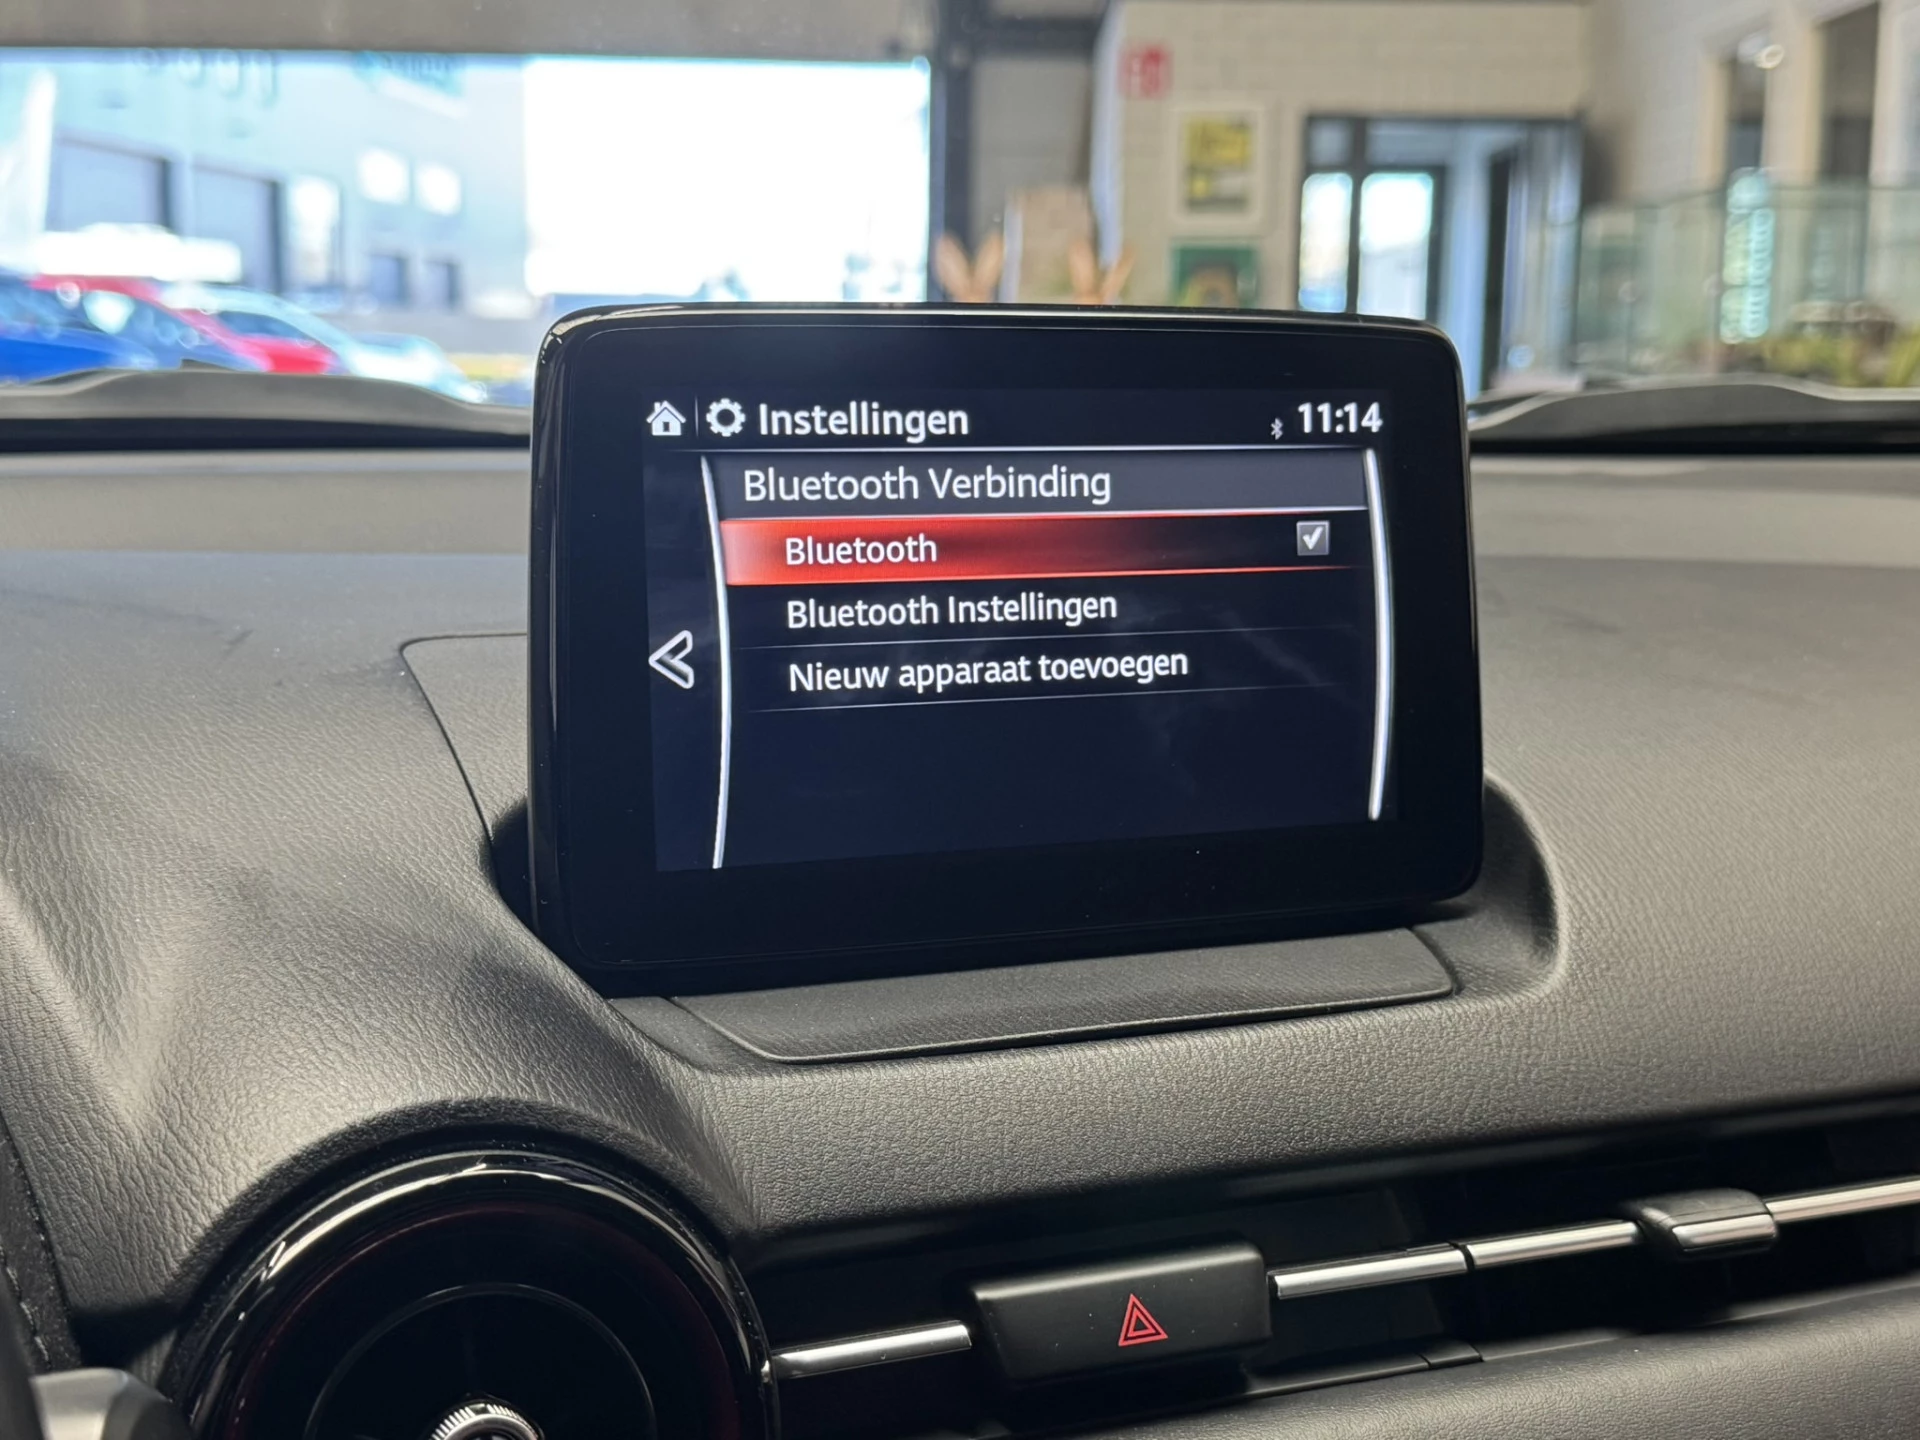 Instellingen 11:14
Bluetooth Verbinding
Bluetooth
Bluetooth Instellingen
Nieuw apparaat toevoegen